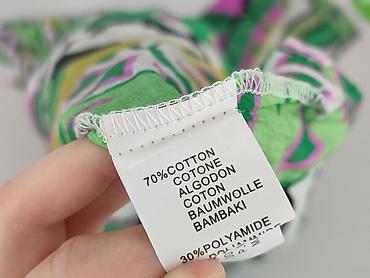 70%COTTON
COTONE
ALGODON
COTON
BAUMWOLLE
BAMBAKI
30%POLYAMIDE